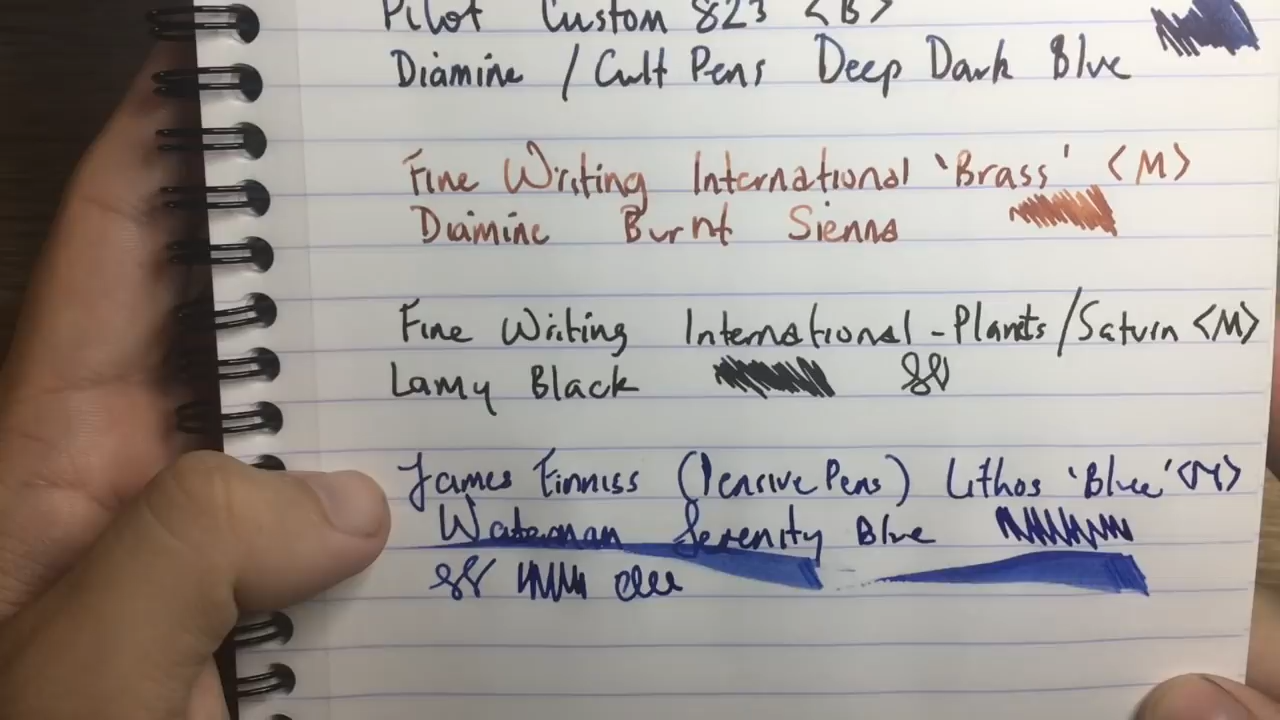 Pilot Custom 823 <B>
Diamine / Cult Pens Deep Dark Blue
Fine Writing International 'Brass' <M>
Diamine Burnt Sienna
Fine Writing International - Planets / Saturn <M>
Lamy Black
James Finniss (Pensive Pens) Lithos 'Blue' <M>
Waterman Serenity Blue